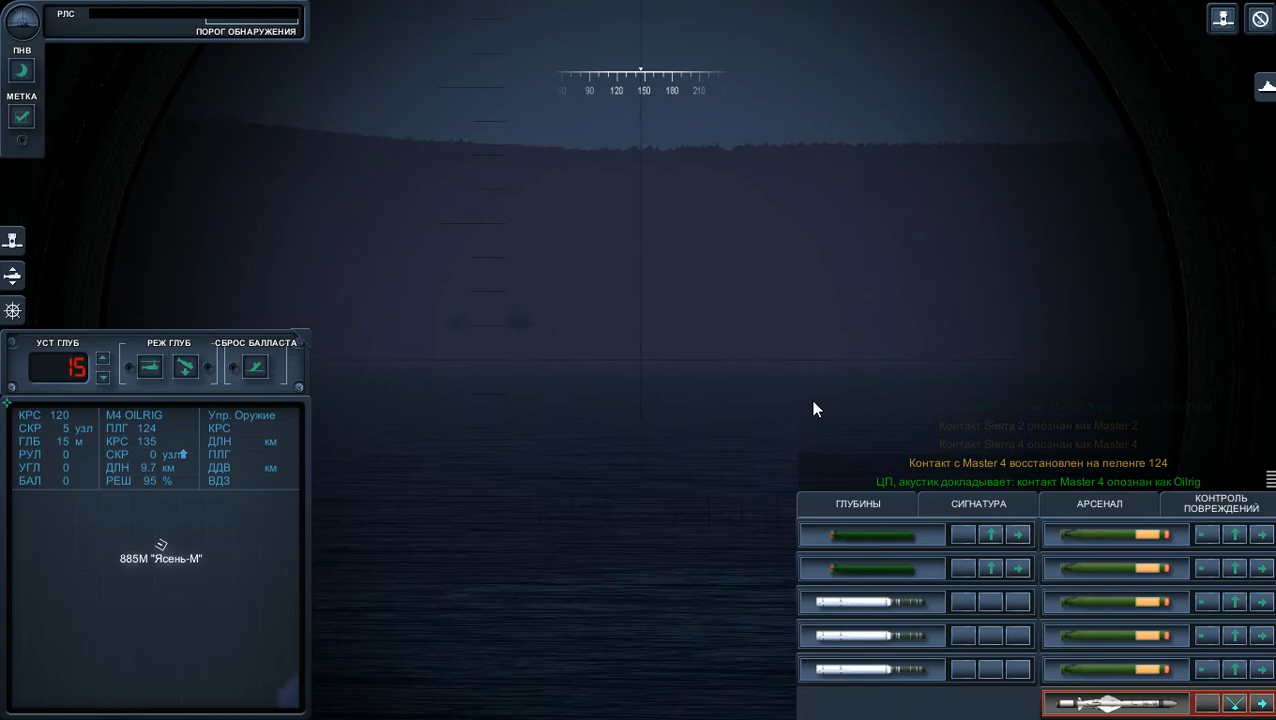 РЛС
ПОРОГ ОБНАРУЖЕНИЯ
ПНВ
МЕТКА
90 120 150 180 210
УСТ ГЛУБ
РЕЖ ГЛУБ
СБРОС БАЛЛАСТА
15
КРС 120
СКР 5 узл
ГЛБ 15 м
РУЛ 0
УГЛ 0
БАЛ 0
M4 OILRIG
ПЛГ 124
КРС 135
СКР 0 узл
ДЛН 9.7 км
РЕШ 95 %
Упр. Оружие
КРС
ДЛН км
ПЛГ
ДДВ км
ВДЗ
885М "Ясень-М"
Контакт Sierra 2 опознан как Master 2
Контакт Sierra 4 опознан как Master 4
Контакт с Master 4 восстановлен на пеленге 124
ЦП, акустик докладывает: контакт Master 4 опознан как Oilrig
ГЛУБИНЫ
СИГНАТУРА
АРСЕНАЛ
КОНТРОЛЬ
ПОВРЕЖДЕНИЙ